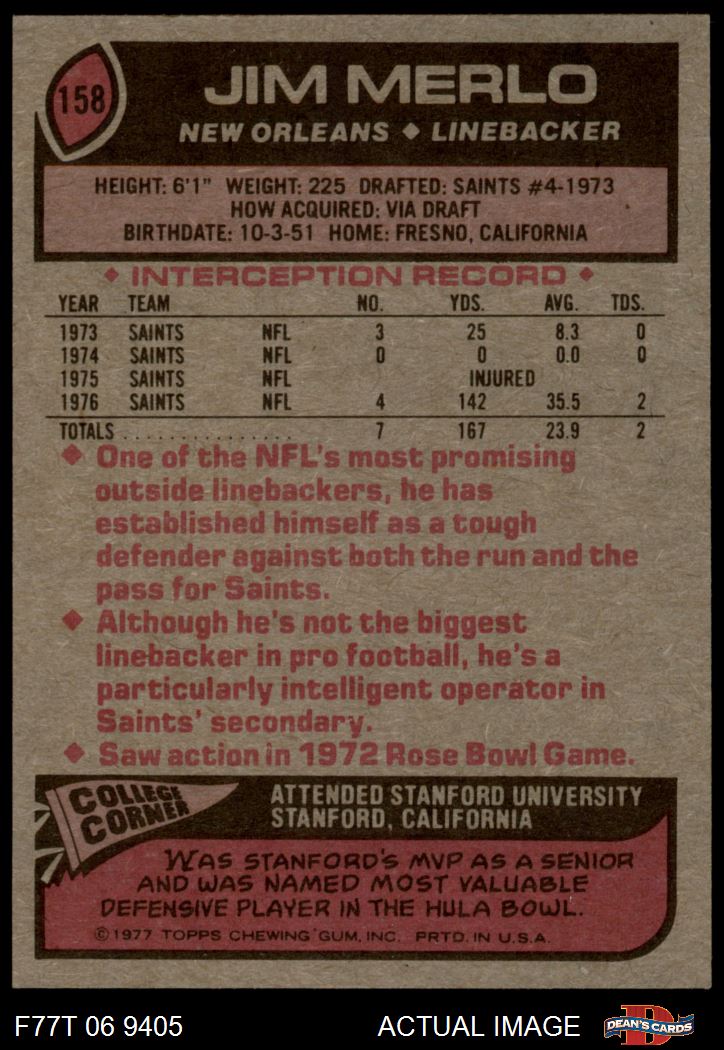 158
JIM MERLO
NEW ORLEANS ◆ LINEBACKER
HEIGHT: 6'1" WEIGHT: 225 DRAFTED: SAINTS #4-1973
HOW ACQUIRED: VIA DRAFT
BIRTHDATE: 10-3-51 HOME: FRESNO, CALIFORNIA
◆ INTERCEPTION RECORD ◆
YEAR TEAM NO. YDS. AVG. TDS.
1973 SAINTS NFL 3 25 8.3 0
1974 SAINTS NFL 0 0 0.0 0
1975 SAINTS NFL INJURED
1976 SAINTS NFL 4 142 35.5 2
TOTALS . . . . . . . . . . . . . . . 7 167 23.9 2
◆ One of the NFL's most promising
outside linebackers, he has
established himself as a tough
defender against both the run and the
pass for Saints.
◆ Although he's not the biggest
linebacker in pro football, he's a
particularly intelligent operator in
Saints' secondary.
◆ Saw action in 1972 Rose Bowl Game.
COLLEGE
CORNER
ATTENDED STANFORD UNIVERSITY
STANFORD, CALIFORNIA
WAS STANFORD'S MVP AS A SENIOR
AND WAS NAMED MOST VALUABLE
DEFENSIVE PLAYER IN THE HULA BOWL.
©1977 TOPPS CHEWING GUM, INC. PRTD. IN U.S.A.
F77T 06 9405 ACTUAL IMAGE
D
DEAN'S CARDS